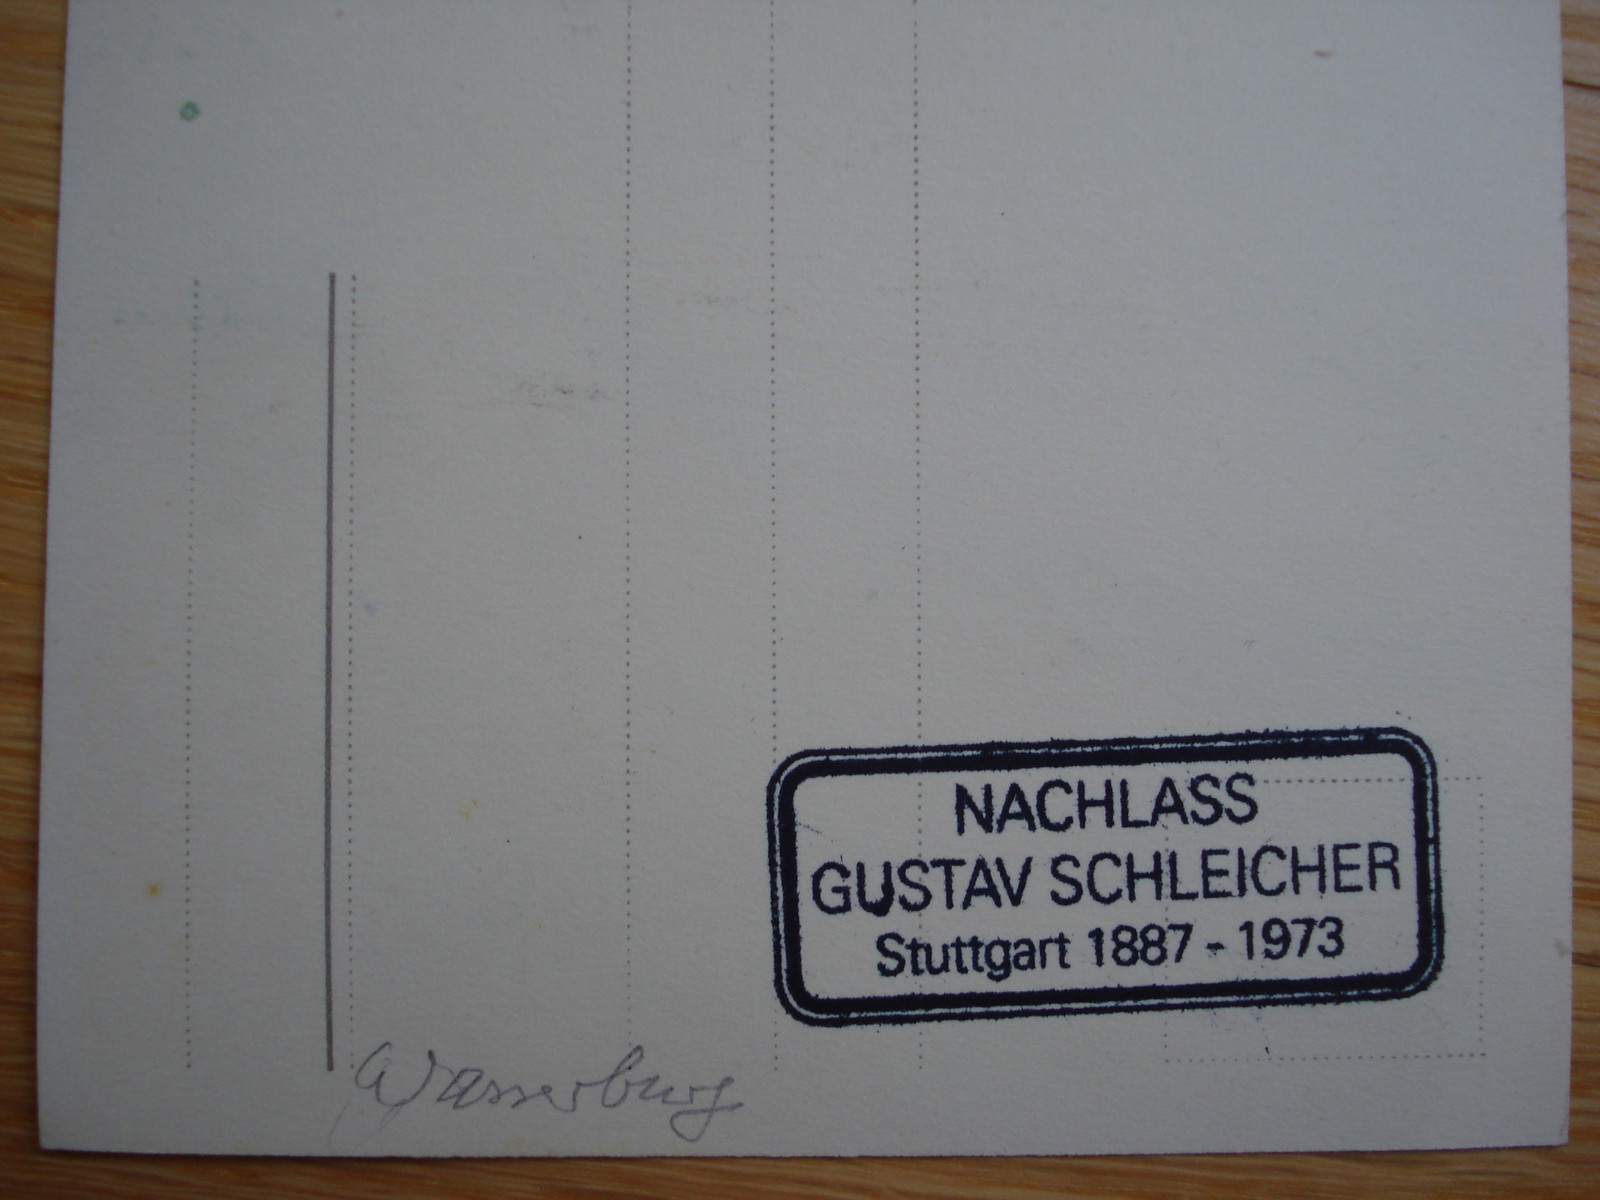 NACHLASS
GUSTAV SCHLEICHER
Stuttgart 1887 - 1973
Wasserburg